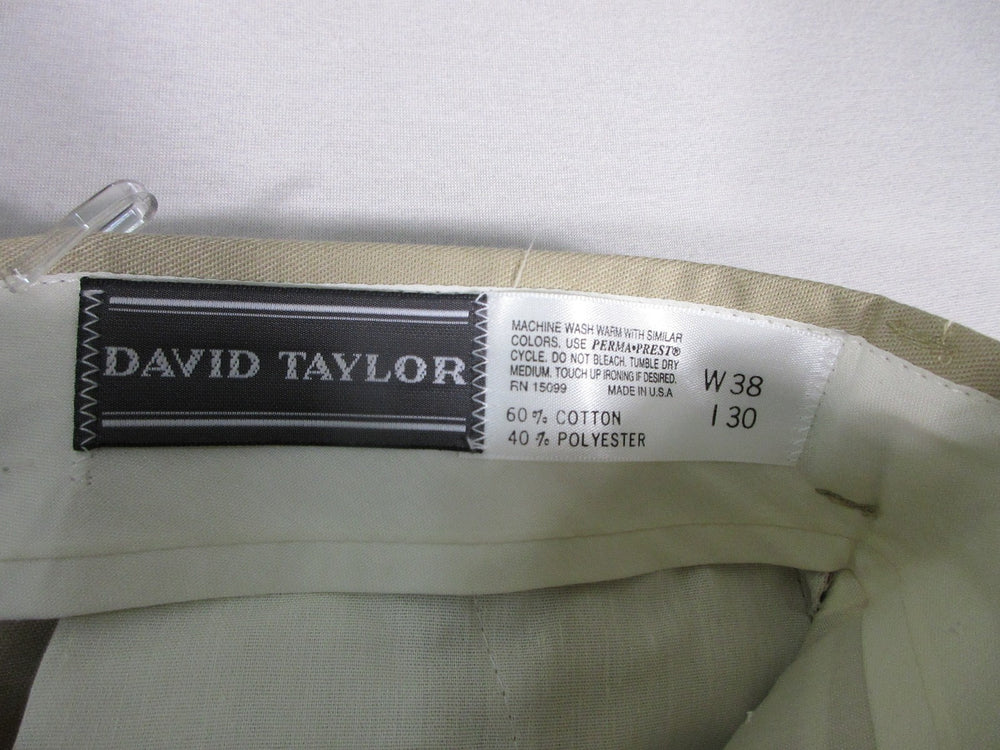 DAVID TAYLOR
MACHINE WASH WARM WITH SIMILAR
COLORS. USE PERMA•PREST®
CYCLE. DO NOT BLEACH. TUMBLE DRY
MEDIUM. TOUCH UP IRONING IF DESIRED.
RN 15099 MADE IN U.S.A
60% COTTON
40% POLYESTER
W 38
I 30